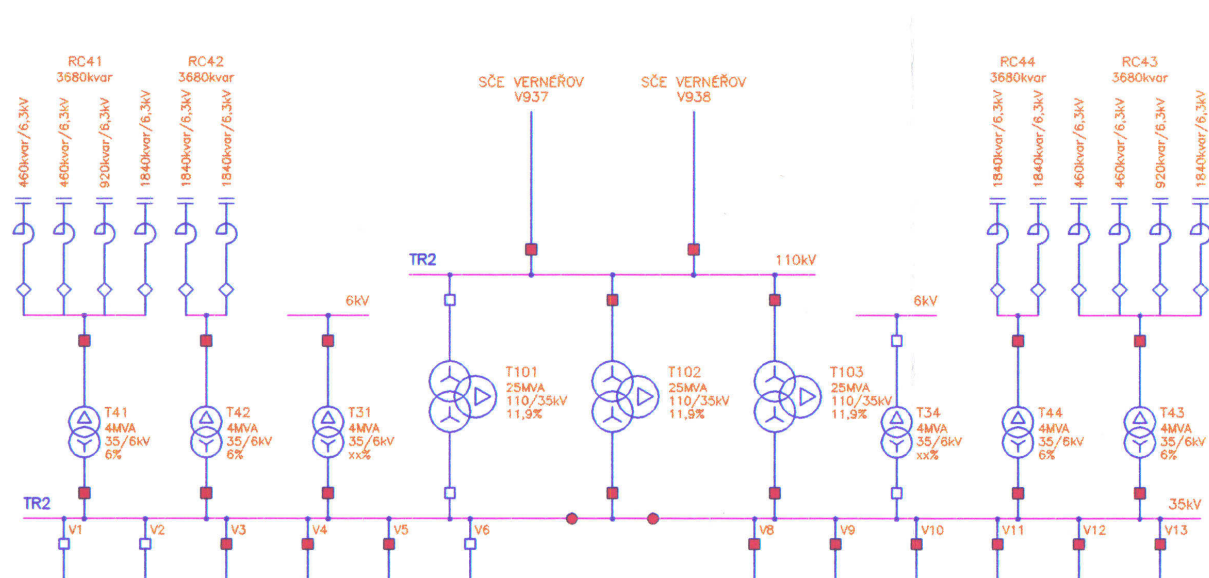 RC41
3680kvar
RC42
3680kvar
460kvar/6,3kV
460kvar/6,3kV
920kvar/6,3kV
1840kvar/6,3kV
1840kvar/6,3kV
1840kvar/6,3kV
SČE VERNÉŘOV
V937
SČE VERNÉŘOV
V938
RC44
3680kvar
RC43
3680kvar
1840kvar/6,3kV
1840kvar/6,3kV
460kvar/6,3kV
460kvar/6,3kV
920kvar/6,3kV
1840kvar/6,3kV
TR2
110kV
6kV
6kV
T101
25MVA
110/35kV
11,9%
T102
25MVA
110/35kV
11,9%
T103
25MVA
110/35kV
11,9%
T41
4MVA
35/6kV
6%
T42
4MVA
35/6kV
6%
T31
4MVA
35/6kV
xx%
T34
4MVA
35/6kV
xx%
T44
4MVA
35/6kV
6%
T43
4MVA
35/6kV
6%
TR2
35kV
V1
V2
V3
V4
V5
V6
V8
V9
V10
V11
V12
V13